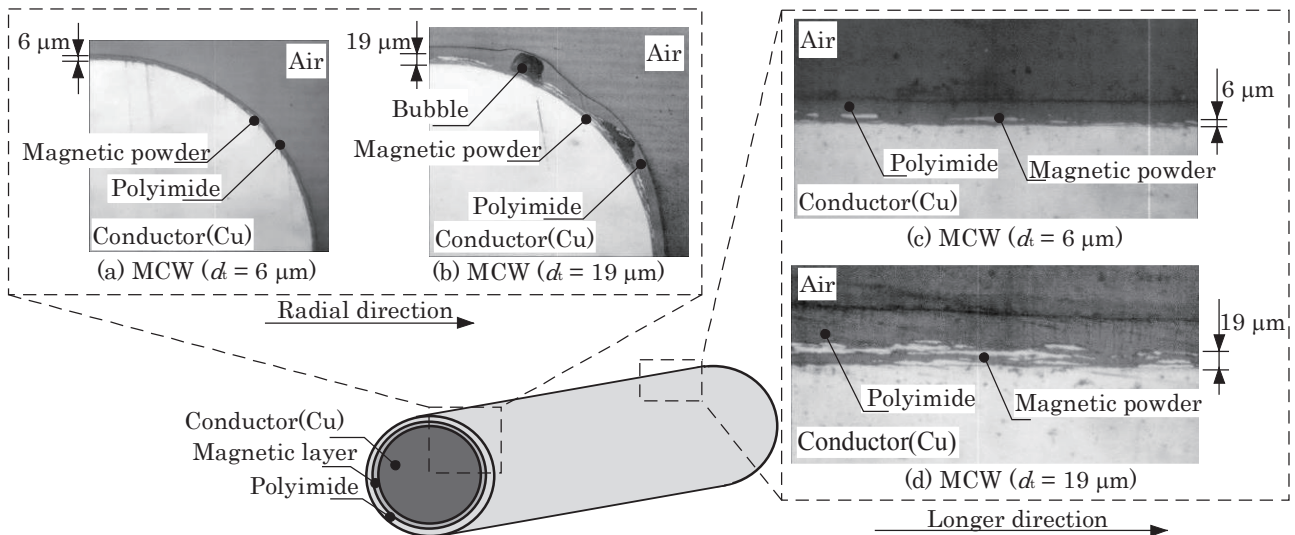 6 µm
Air
Magnetic powder
Polyimide
Conductor(Cu)
(a) MCW (dt = 6 µm)
19 µm
Air
Bubble
Magnetic powder
Polyimide
Conductor(Cu)
(b) MCW (dt = 19 µm)
Radial direction
Air
6 µm
Polyimide
Magnetic powder
Conductor(Cu)
(c) MCW (dt = 6 µm)
Air
19 µm
Polyimide
Magnetic powder
Conductor(Cu)
(d) MCW (dt = 19 µm)
Longer direction
Conductor(Cu)
Magnetic layer
Polyimide